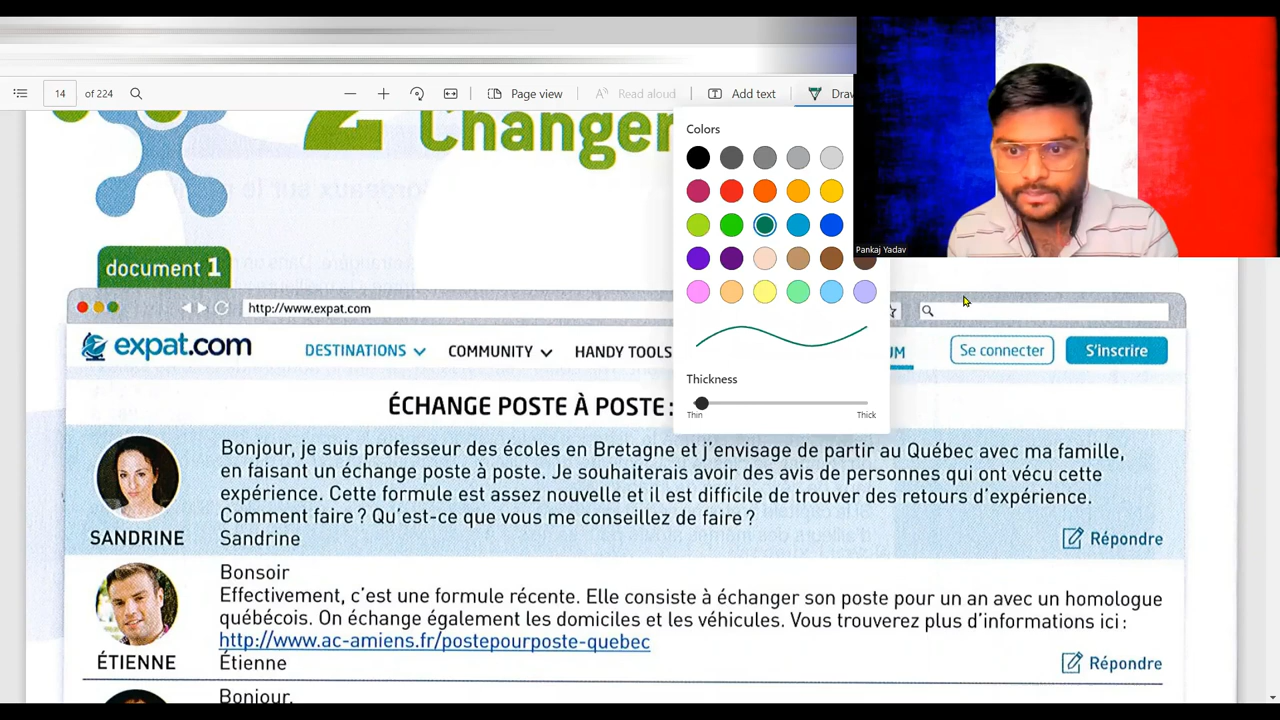 14 of 224
Page view
Read aloud
Add text
Draw
Colors
Pankaj Yadav
2 Changer
document 1
http://www.expat.com
expat.com
DESTINATIONS
COMMUNITY
HANDY TOOLS
Se connecter
S'inscrire
Thickness
Thin
Thick
ÉCHANGE POSTE À POSTE :
Bonjour, je suis professeur des écoles en Bretagne et j'envisage de partir au Québec avec ma famille,
en faisant un échange poste à poste. Je souhaiterais avoir des avis de personnes qui ont vécu cette
expérience. Cette formule est assez nouvelle et il est difficile de trouver des retours d'expérience.
Comment faire ? Qu'est-ce que vous me conseillez de faire ?
SANDRINE
Sandrine
Répondre
Bonsoir
Effectivement, c'est une formule récente. Elle consiste à échanger son poste pour un an avec un homologue
québécois. On échange également les domiciles et les véhicules. Vous trouverez plus d'informations ici :
http://www.ac-amiens.fr/postepourposte-quebec
ÉTIENNE
Étienne
Répondre
Bonjour,